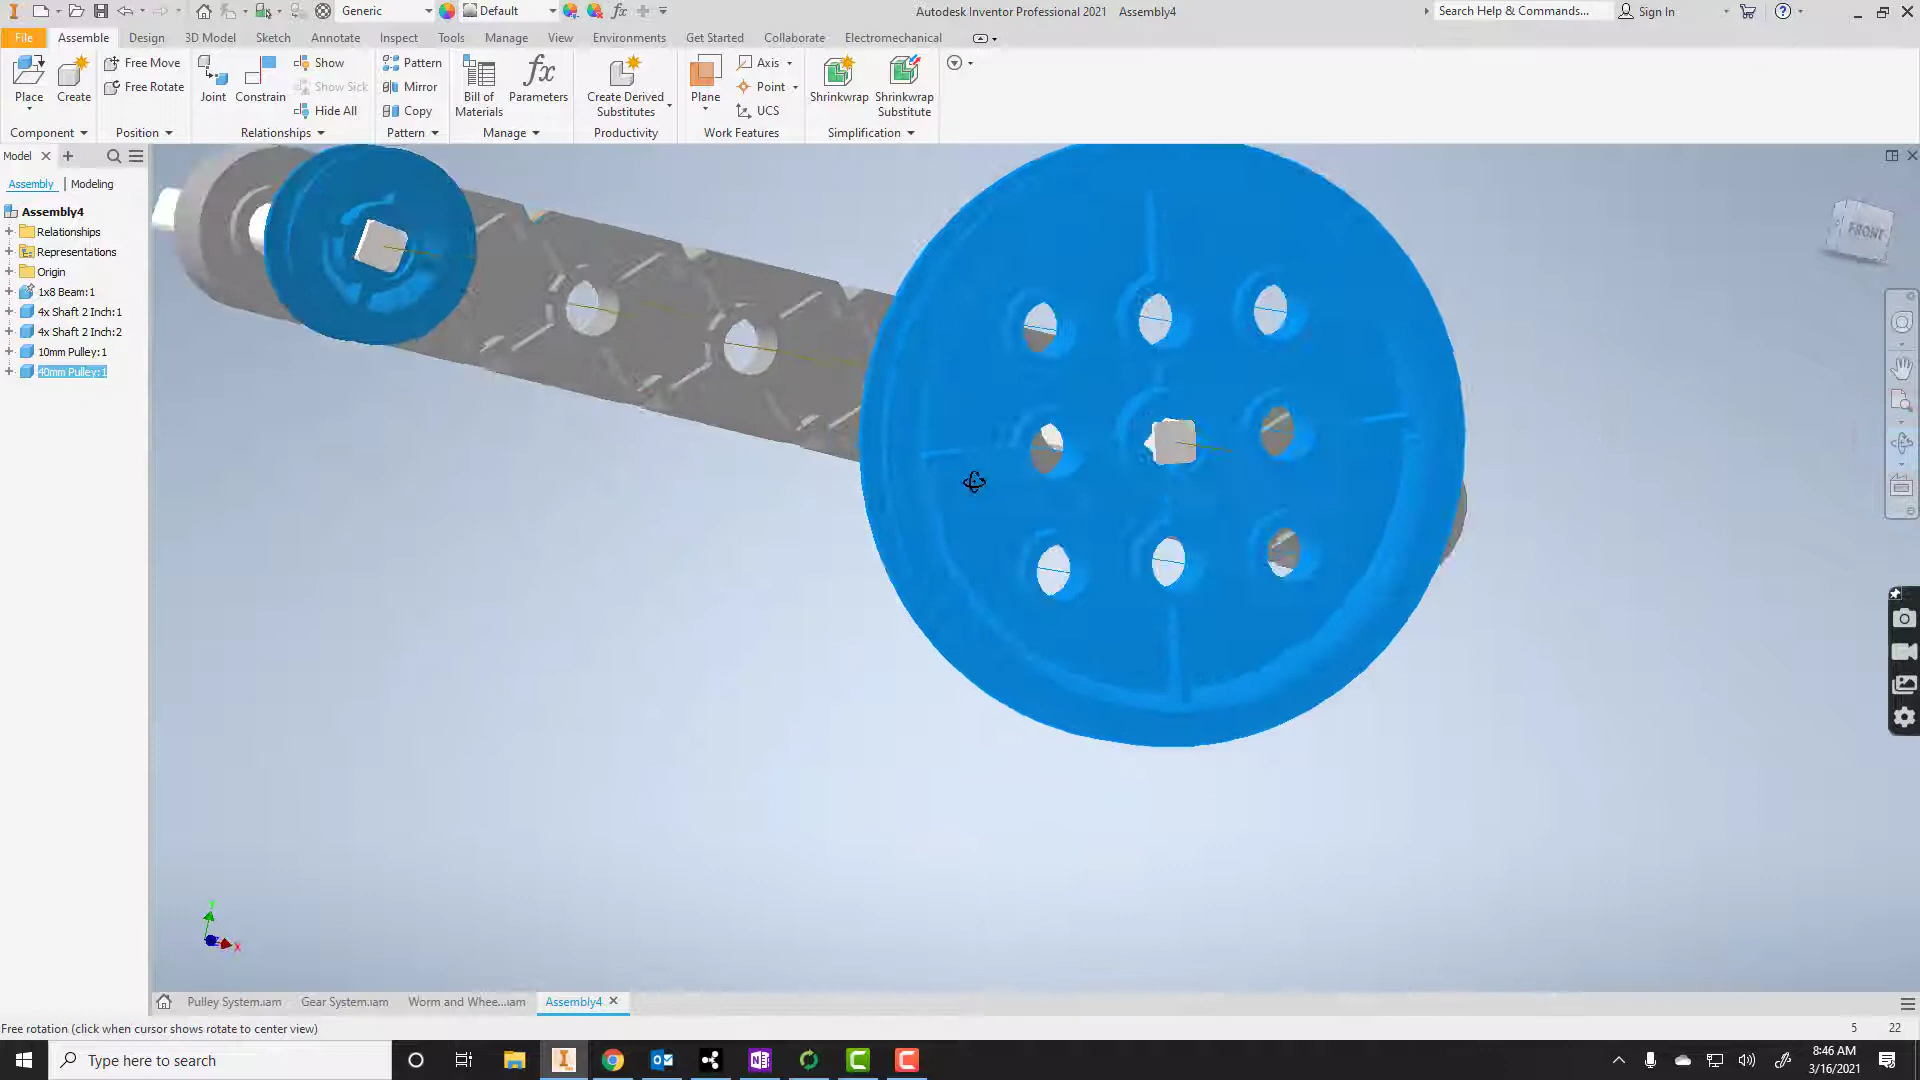 Generic
Default
fx
Autodesk Inventor Professional 2021 Assembly4
Search Help & Commands...
Sign In
File
Assemble
Design
3D Model
Sketch
Annotate
Inspect
Tools
Manage
View
Environments
Get Started
Collaborate
Electromechanical
Place
Create
Free Move
Free Rotate
Joint
Constrain
Show
Show Sick
Hide All
Pattern
Mirror
Copy
Bill of
Materials
fx
Parameters
Create Derived
Substitutes
Plane
Axis
Point
UCS
Shrinkwrap
Shrinkwrap
Substitute
Component
Position
Relationships
Pattern
Manage
Productivity
Work Features
Simplification
Model
Assembly
Modeling
Assembly4
Relationships
Representations
Origin
1x8 Beam:1
4x Shaft 2 Inch:1
4x Shaft 2 Inch:2
10mm Pulley:1
40mm Pulley:1
FRONT
Y
X
Pulley System.iam
Gear System.iam
Worm and Whee...iam
Assembly4
Free rotation (click when cursor shows rotate to center view)
5
22
Type here to search
8:46 AM
3/16/2021